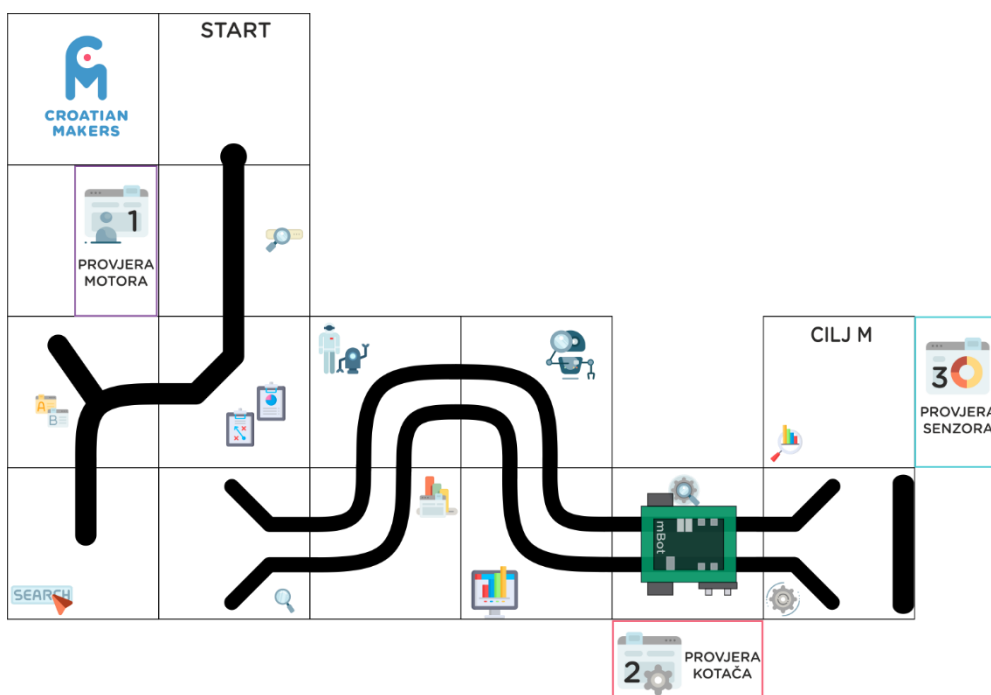 START
CROATIAN
MAKERS
1
PROVJERA
MOTORA
CILJ M
3
PROVJERA
SENZORA
A
B
mBot
SEARCH
2
PROVJERA
KOTAČA